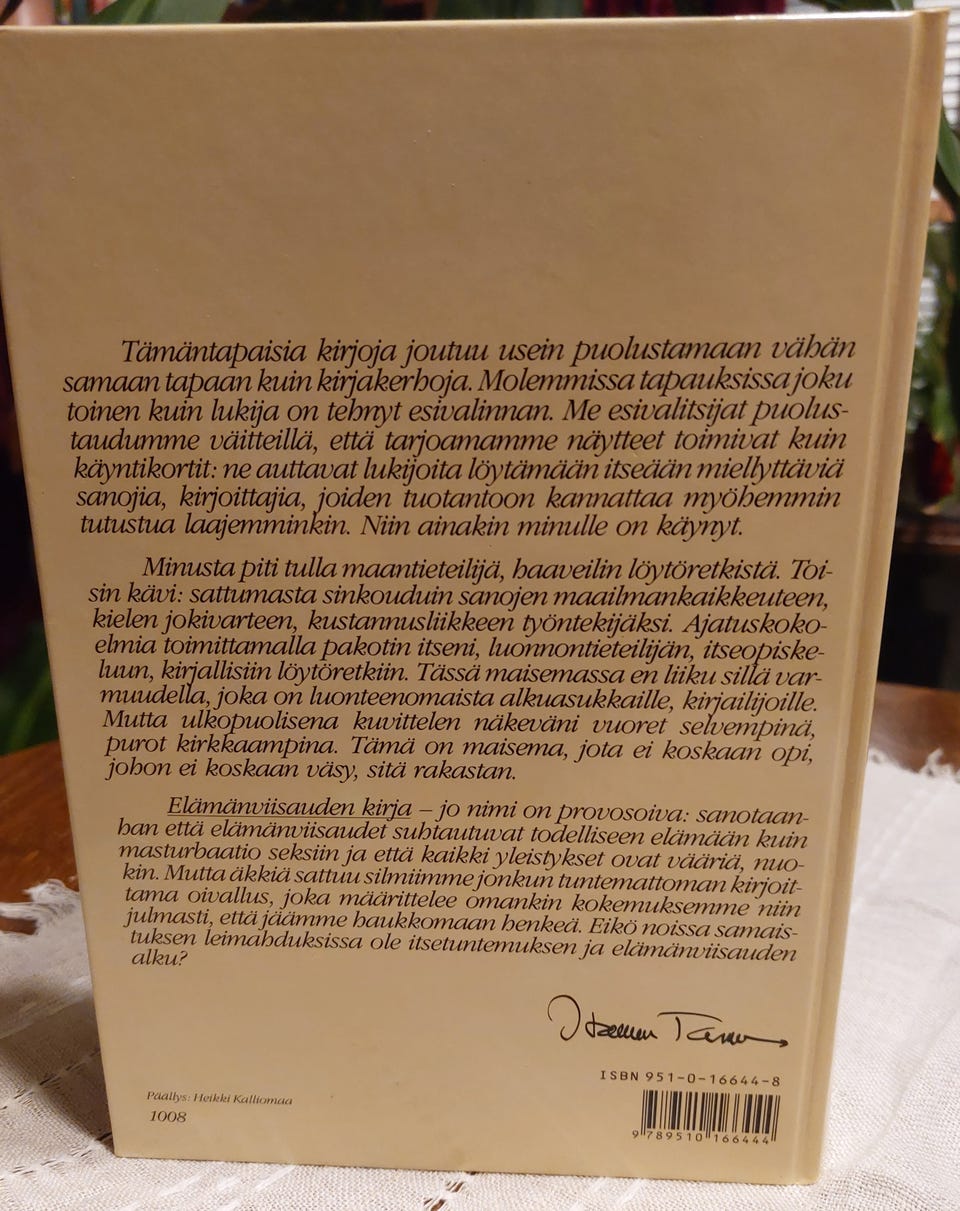 Tämäntapaisia kirjoja joutuu usein puolustamaan vähän
samaan tapaan kuin kirjakerhoja. Molemmissa tapauksissa joku
toinen kuin lukija on tehnyt esivalinnan. Me esivalitsijat puolus-
taudumme väitteillä, että tarjoamamme näytteet toimivat kuin
käyntikortit: ne auttavat lukijoita löytämään itseään miellyttäviä
sanojia, kirjoittajia, joiden tuotantoon kannattaa myöhemmin
tutustua laajemminkin. Niin ainakin minulle on käynyt.
Minusta piti tulla maantieteilijä, haaveilin löytöretkistä. Toi-
sin kävi: sattumasta sinkouduin sanojen maailmankaikkeuteen,
kielen jokivarteen, kustannusliikkeen työntekijäksi. Ajatuskoko-
elmia toimittamalla pakotin itseni, luonnontieteilijän, itseopiske-
luun, kirjallisiin löytöretkiin. Tässä maisemassa en liiku sillä var-
muudella, joka on luonteenomaista alkuasukkaille, kirjailijoille.
Mutta ulkopuolisena kuvittelen näkeväni vuoret selvempinä,
purot kirkkaampina. Tämä on maisema, jota ei koskaan opi,
johon ei koskaan väsy, sitä rakastan.
Elämänviisauden kirja – jo nimi on provosoiva: sanotaan-
han että elämänviisaudet suhtautuvat todelliseen elämään kuin
masturbaatio seksiin ja että kaikki yleistykset ovat vääriä, nuo-
kin. Mutta äkkiä sattuu silmiimme jonkun tuntemattoman kirjoit-
tama oivallus, joka määrittelee omankin kokemuksemme niin
julmasti, että jäämme haukkomaan henkeä. Eikö noissa samais-
tuksen leimahduksissa ole itsetuntemuksen ja elämänviisauden
alku?
ISBN 951-0-16644-8
Päällys: Heikki Kalliomaa
1008
9 789510 166444